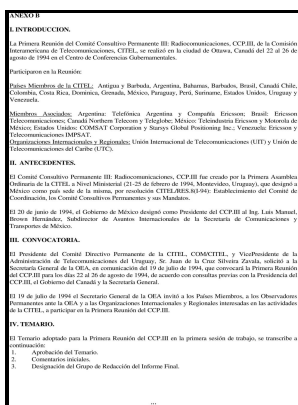 ANEXO B
I. INTRODUCCION.
La Primera Reunión del Comité Consultivo Permanente III: Radiocomunicaciones, CCP.III, de la Comisión
Interamericana de Telecomunicaciones, CITEL, se realizó en la ciudad de Ottawa, Canadá del 22 al 26 de
agosto de 1994 en el Centro de Conferencias Gubernamentales.
Participaron en la Reunión:
Países Miembros de la CITEL: Antigua y Barbuda, Argentina, Bahamas, Barbados, Brasil, Canadá Chile,
Colombia, Costa Rica, Dominica, Grenada, México, Paraguay, Perú, Suriname, Estados Unidos, Uruguay y
Venezuela.
Miembros Asociados: Argentina: Telefónica Argentina y Compañía Ericsson; Brasil: Ericsson
Telecomunicaciones; Canadá Northern Telecom y Teleglobe; México: Teleindustria Ericsson y Motorola de
México; Estados Unidos: COMSAT Corporation y Starsys Global Positioning Inc.; Venezuela: Ericsson y
Telecomunicaciones IMPSAT.
Organizaciones Internacionales y Regionales: Unión Internacional de Telecomunicaciones (UIT) y Unión de
Telecomunicaciones del Caribe (UTC).
II. ANTECEDENTES.
El Comité Consultivo Permanente III: Radiocomunicaciones, CCP.III fue creado por la Primera Asamblea
Ordinaria de la CITEL a Nivel Ministerial (21-25 de febrero de 1994, Montevideo, Uruguay), que designó a
México como país sede de la misma, por resolución CITEL.RES.8(I-94): Establecimiento del Comité de
Coordinación, los Comités Consultivos Permanentes y sus Mandatos.
El 20 de junio de 1994, el Gobierno de México designó como Presidente del CCP.III al Ing. Luis Manuel,
Brown Hernández, Subdirector de Asuntos Internacionales de la Secretaría de Comunicaciones y
Transportes de México.
III. CONVOCATORIA.
El Presidente del Comité Directivo Permanente de la CITEL, COM/CITEL, y VicePresidente de la
Administración de Telecomunicaciones del Uruguay, Sr. Juan de la Cruz Silveira Zavala, solicitó a la
Secretaría General de la OEA, en comunicación del 19 de julio de 1994, que convocará la Primera Reunión
del CCP.III para los días 22 al 26 de agosto de 1994, de acuerdo con consultas previas con la Presidencia del
CCP.III, el Gobierno del Canadá y la Secretaría General.
El 19 de julio de 1994 el Secretario General de la OEA invitó a los Países Miembros, a los Observadores
Permanentes ante la OEA y a las Organizaciones Internacionales y Regionales interesadas en las actividades
de la CITEL, a participar en la Primera Reunión del CCP.III.
IV. TEMARIO.
El Temario adoptado para la Primera Reunión del CCP.III en la primera sesión de trabajo, se transcribe a
continuación:
1. Aprobación del Temario.
2. Comentarios iniciales.
3. Designación del Grupo de Redacción del Informe Final.